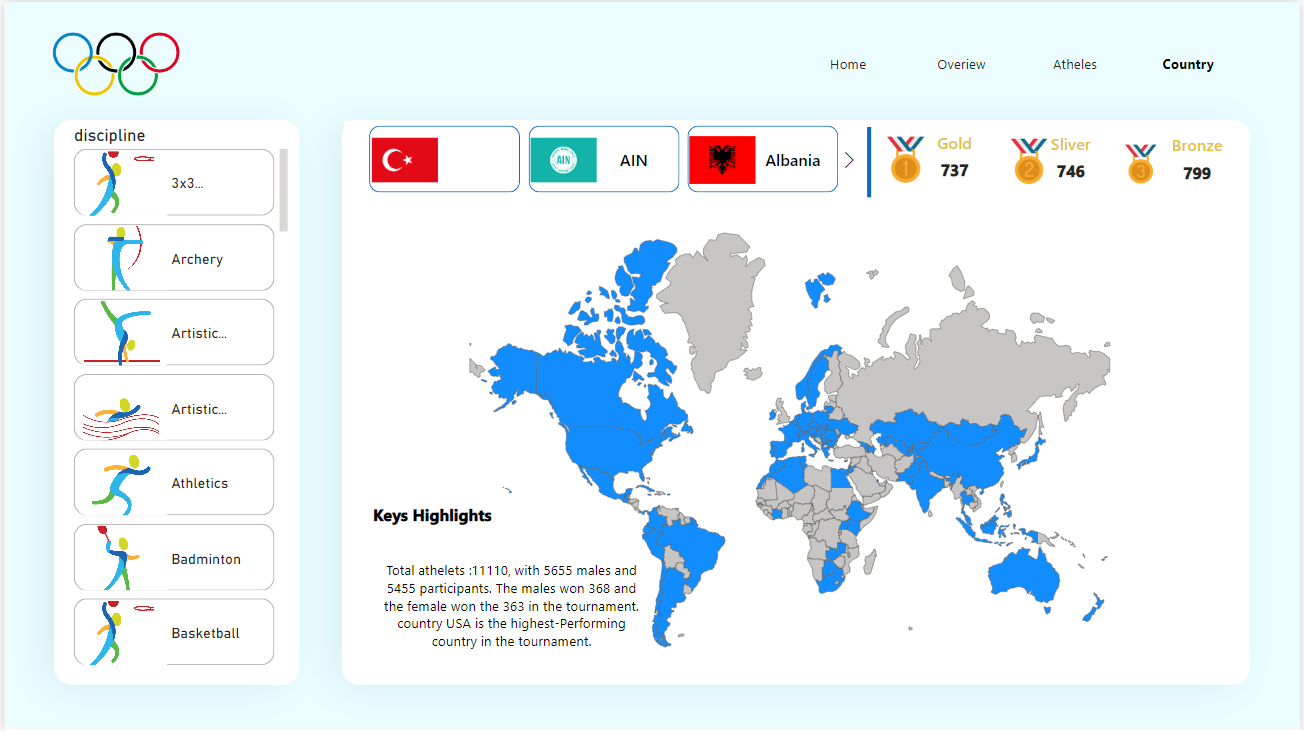 Home
Overiew
Atheles
Country
discipline
3x3...
Archery
Artistic...
Artistic...
Athletics
Badminton
Basketball
AIN
AIN
Albania
1
Gold
737
2
Sliver
746
3
Bronze
799
Keys Highlights
Total athelets :11110, with 5655 males and
5455 participants. The males won 368 and
the female won the 363 in the tournament.
country USA is the highest-Performing
country in the tournament.